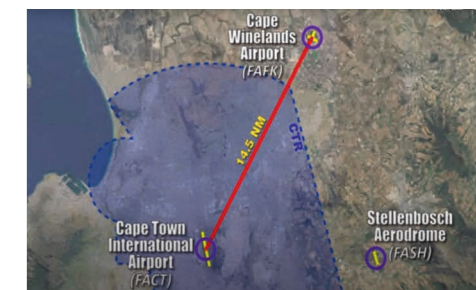 Cape
Winelands
Airport
(FAFK)
14.5 NM
CTR
Cape Town
International
Airport
(FACT)
Stellenbosch
Aerodrome
(FASH)